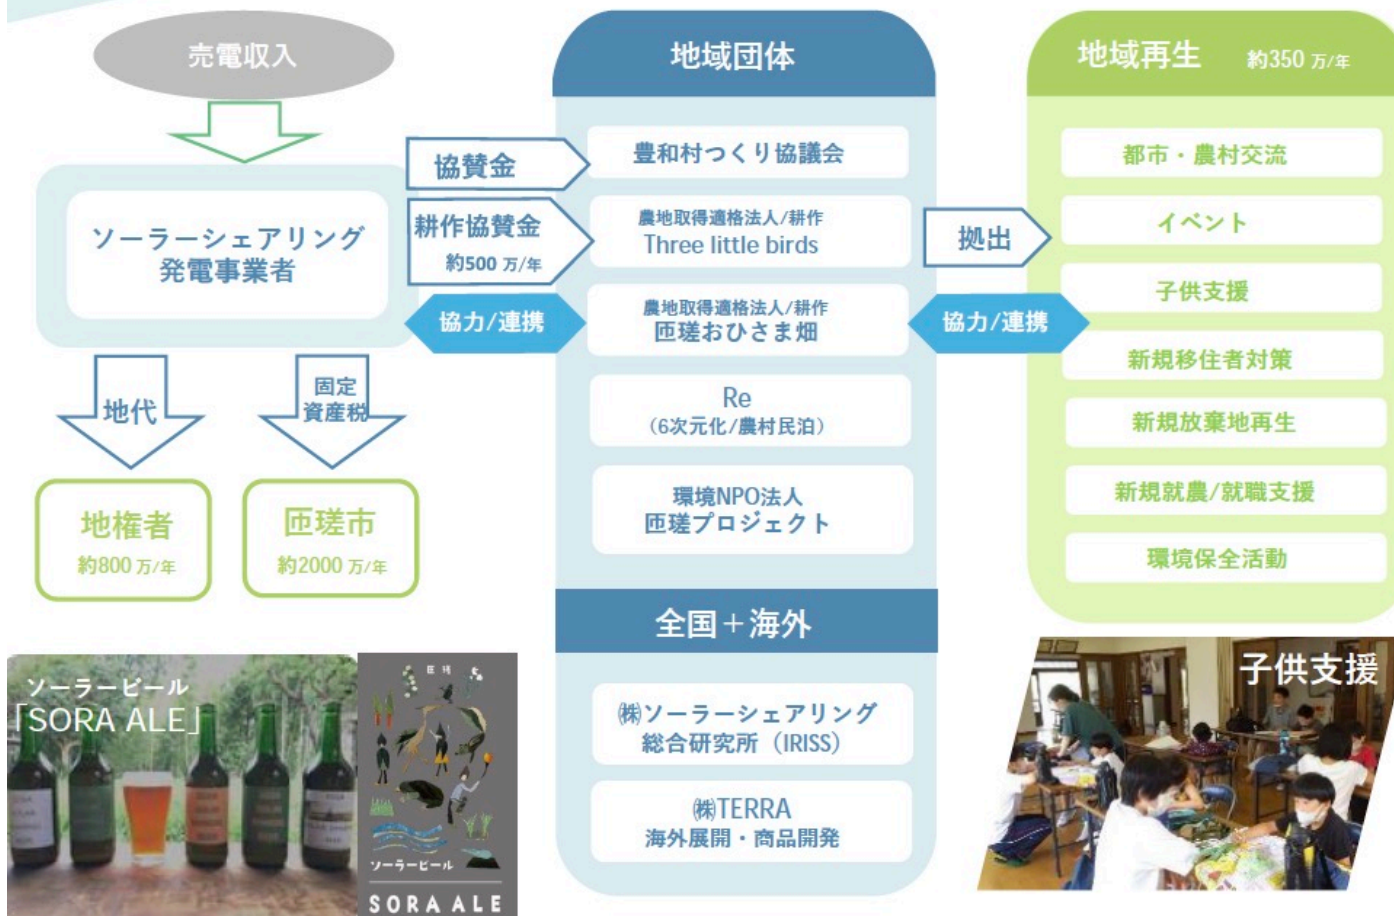 売電収入
ソーラーシェアリング
発電事業者
協賛金
耕作協賛金
約500 万/年
協力/連携
地代
固定
資産税
地権者
約800 万/年
匝瑳市
約2000 万/年
地域団体
豊和村つくり協議会
農地取得適格法人/耕作
Three little birds
農地取得適格法人/耕作
匝瑳おひさま畑
Re
（6次元化/農村民泊）
環境NPO法人
匝瑳プロジェクト
全国＋海外
㈱ソーラーシェアリング
総合研究所（IRISS）
㈱TERRA
海外展開・商品開発
拠出
協力/連携
地域再生 約350 万/年
都市・農村交流
イベント
子供支援
新規移住者対策
新規放棄地再生
新規就農/就職支援
環境保全活動
ソーラービール
「SORA ALE」
匝瑳
ソーラービール
SORA ALE
子供支援